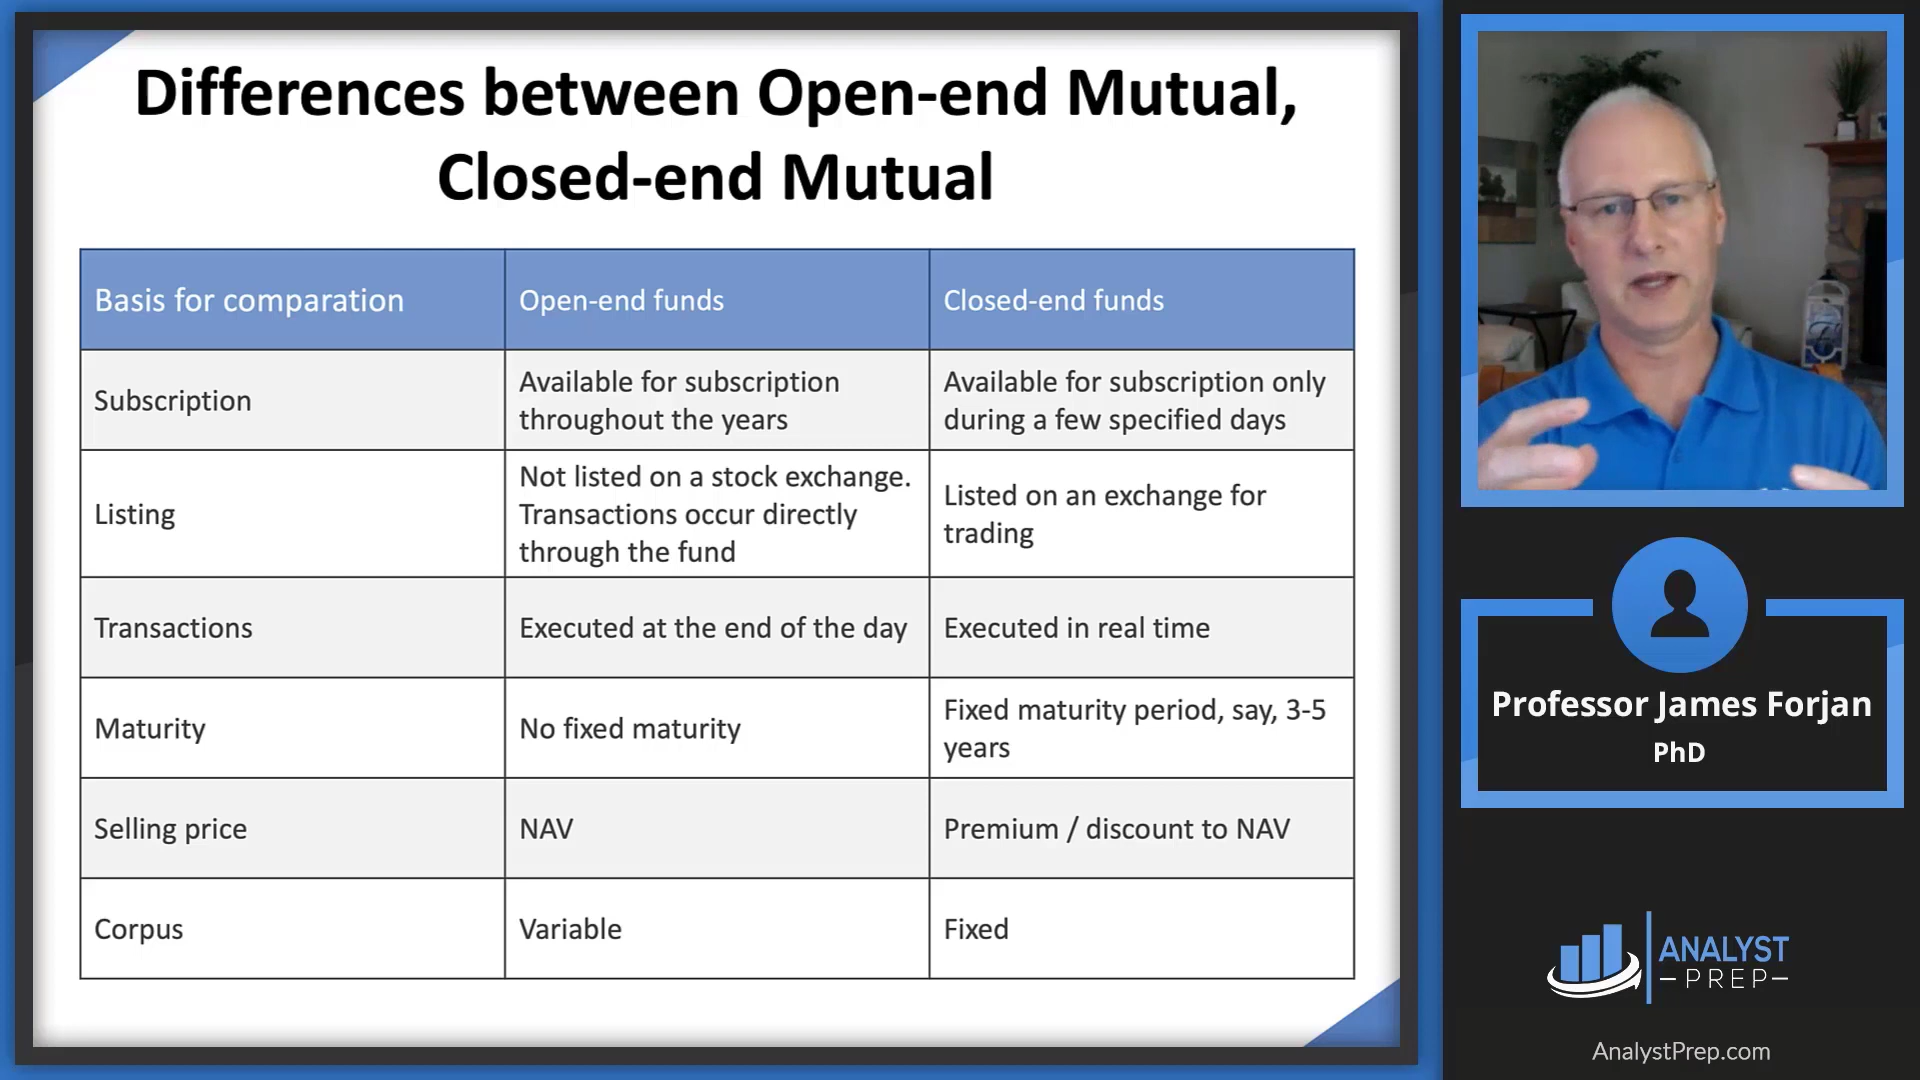 Differences between Open-end Mutual,
Closed-end Mutual
Basis for comparation
Open-end funds
Closed-end funds
Subscription
Available for subscription
throughout the years
Available for subscription only
during a few specified days
Listing
Not listed on a stock exchange.
Transactions occur directly
through the fund
Listed on an exchange for
trading
Transactions
Executed at the end of the day
Executed in real time
Maturity
No fixed maturity
Fixed maturity period, say, 3-5
years
Selling price
NAV
Premium / discount to NAV
Corpus
Variable
Fixed
Professor James Forjan
PhD
ANALYST
PREP
AnalystPrep.com